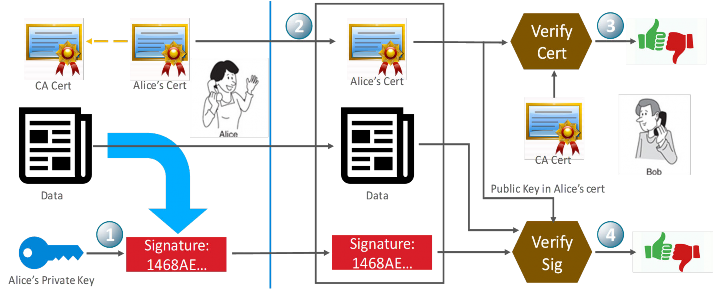 2
Verify
Cert
3
CA Cert
Alice's Cert
Alice's Cert
Alice
CA Cert
Bob
Data
Data
Public Key in Alice's cert
1
Signature:
1468AE...
Signature:
1468AE...
Verify
Sig
4
Alice's Private Key